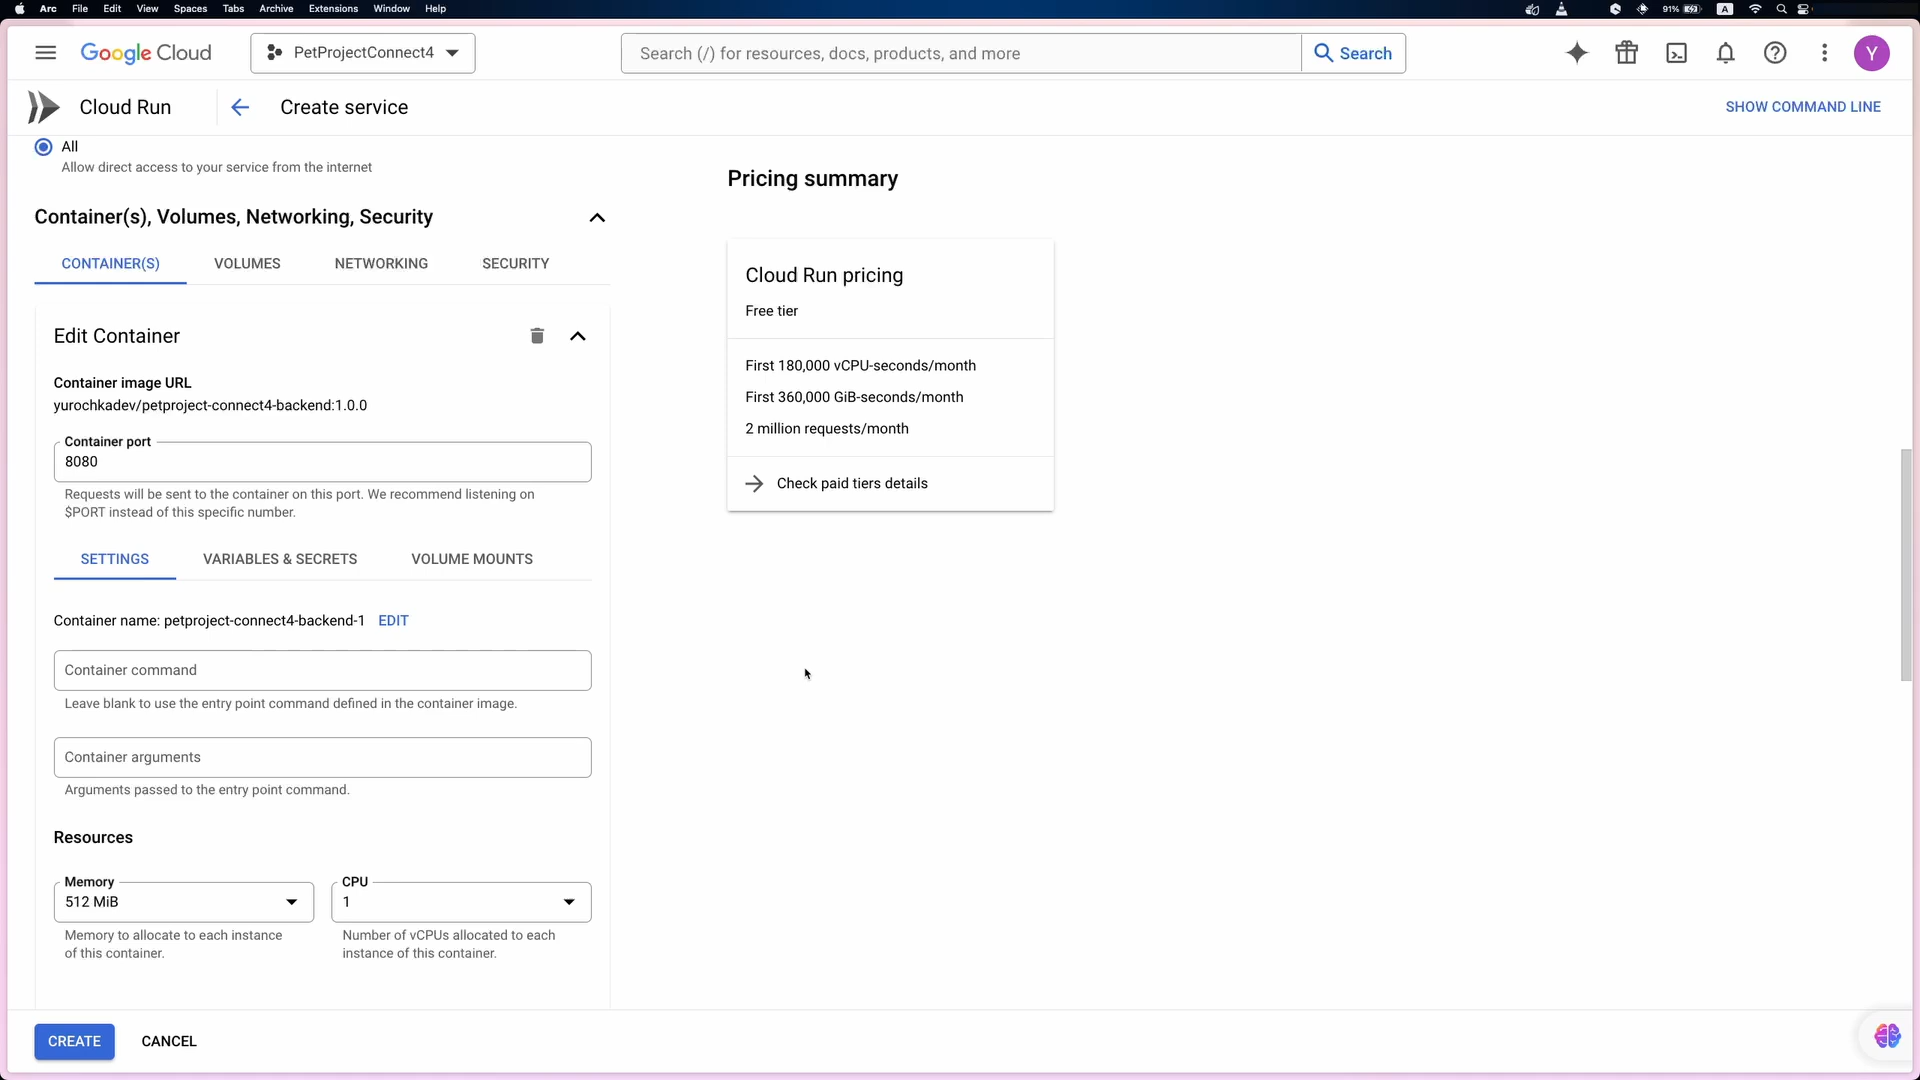 Arc File Edit View Spaces Tabs Archive Extensions Window Help
91% A
Google Cloud
PetProjectConnect4
Search (/) for resources, docs, products, and more
Search
Y
Cloud Run
Create service
SHOW COMMAND LINE
All
Allow direct access to your service from the internet
Container(s), Volumes, Networking, Security
CONTAINER(S) VOLUMES NETWORKING SECURITY
Edit Container
Container image URL
yurochkadev/petproject-connect4-backend:1.0.0
Container port
8080
Requests will be sent to the container on this port. We recommend listening on
$PORT instead of this specific number.
SETTINGS VARIABLES & SECRETS VOLUME MOUNTS
Container name: petproject-connect4-backend-1 EDIT
Container command
Leave blank to use the entry point command defined in the container image.
Container arguments
Arguments passed to the entry point command.
Resources
Memory
512 MiB
Memory to allocate to each instance
of this container.
CPU
1
Number of vCPUs allocated to each
instance of this container.
CREATE CANCEL
Pricing summary
Cloud Run pricing
Free tier
First 180,000 vCPU-seconds/month
First 360,000 GiB-seconds/month
2 million requests/month
Check paid tiers details